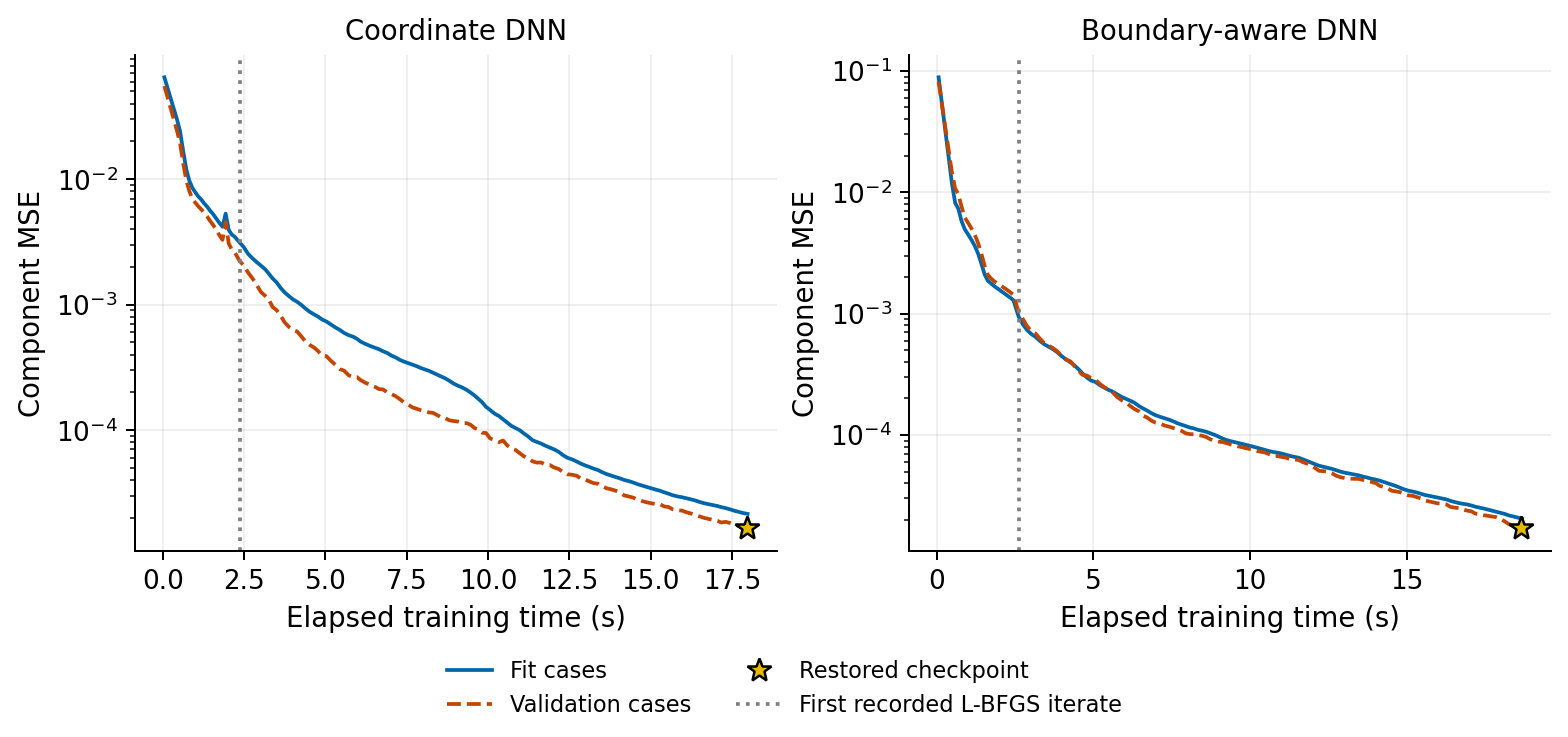 Coordinate DNN
Boundary-aware DNN
Component MSE
10⁻²
10⁻³
10⁻⁴
0.0 2.5 5.0 7.5 10.0 12.5 15.0 17.5
Elapsed training time (s)
Component MSE
10⁻¹
10⁻²
10⁻³
10⁻⁴
0 5 10 15
Elapsed training time (s)
Fit cases
Validation cases
Restored checkpoint
First recorded L-BFGS iterate